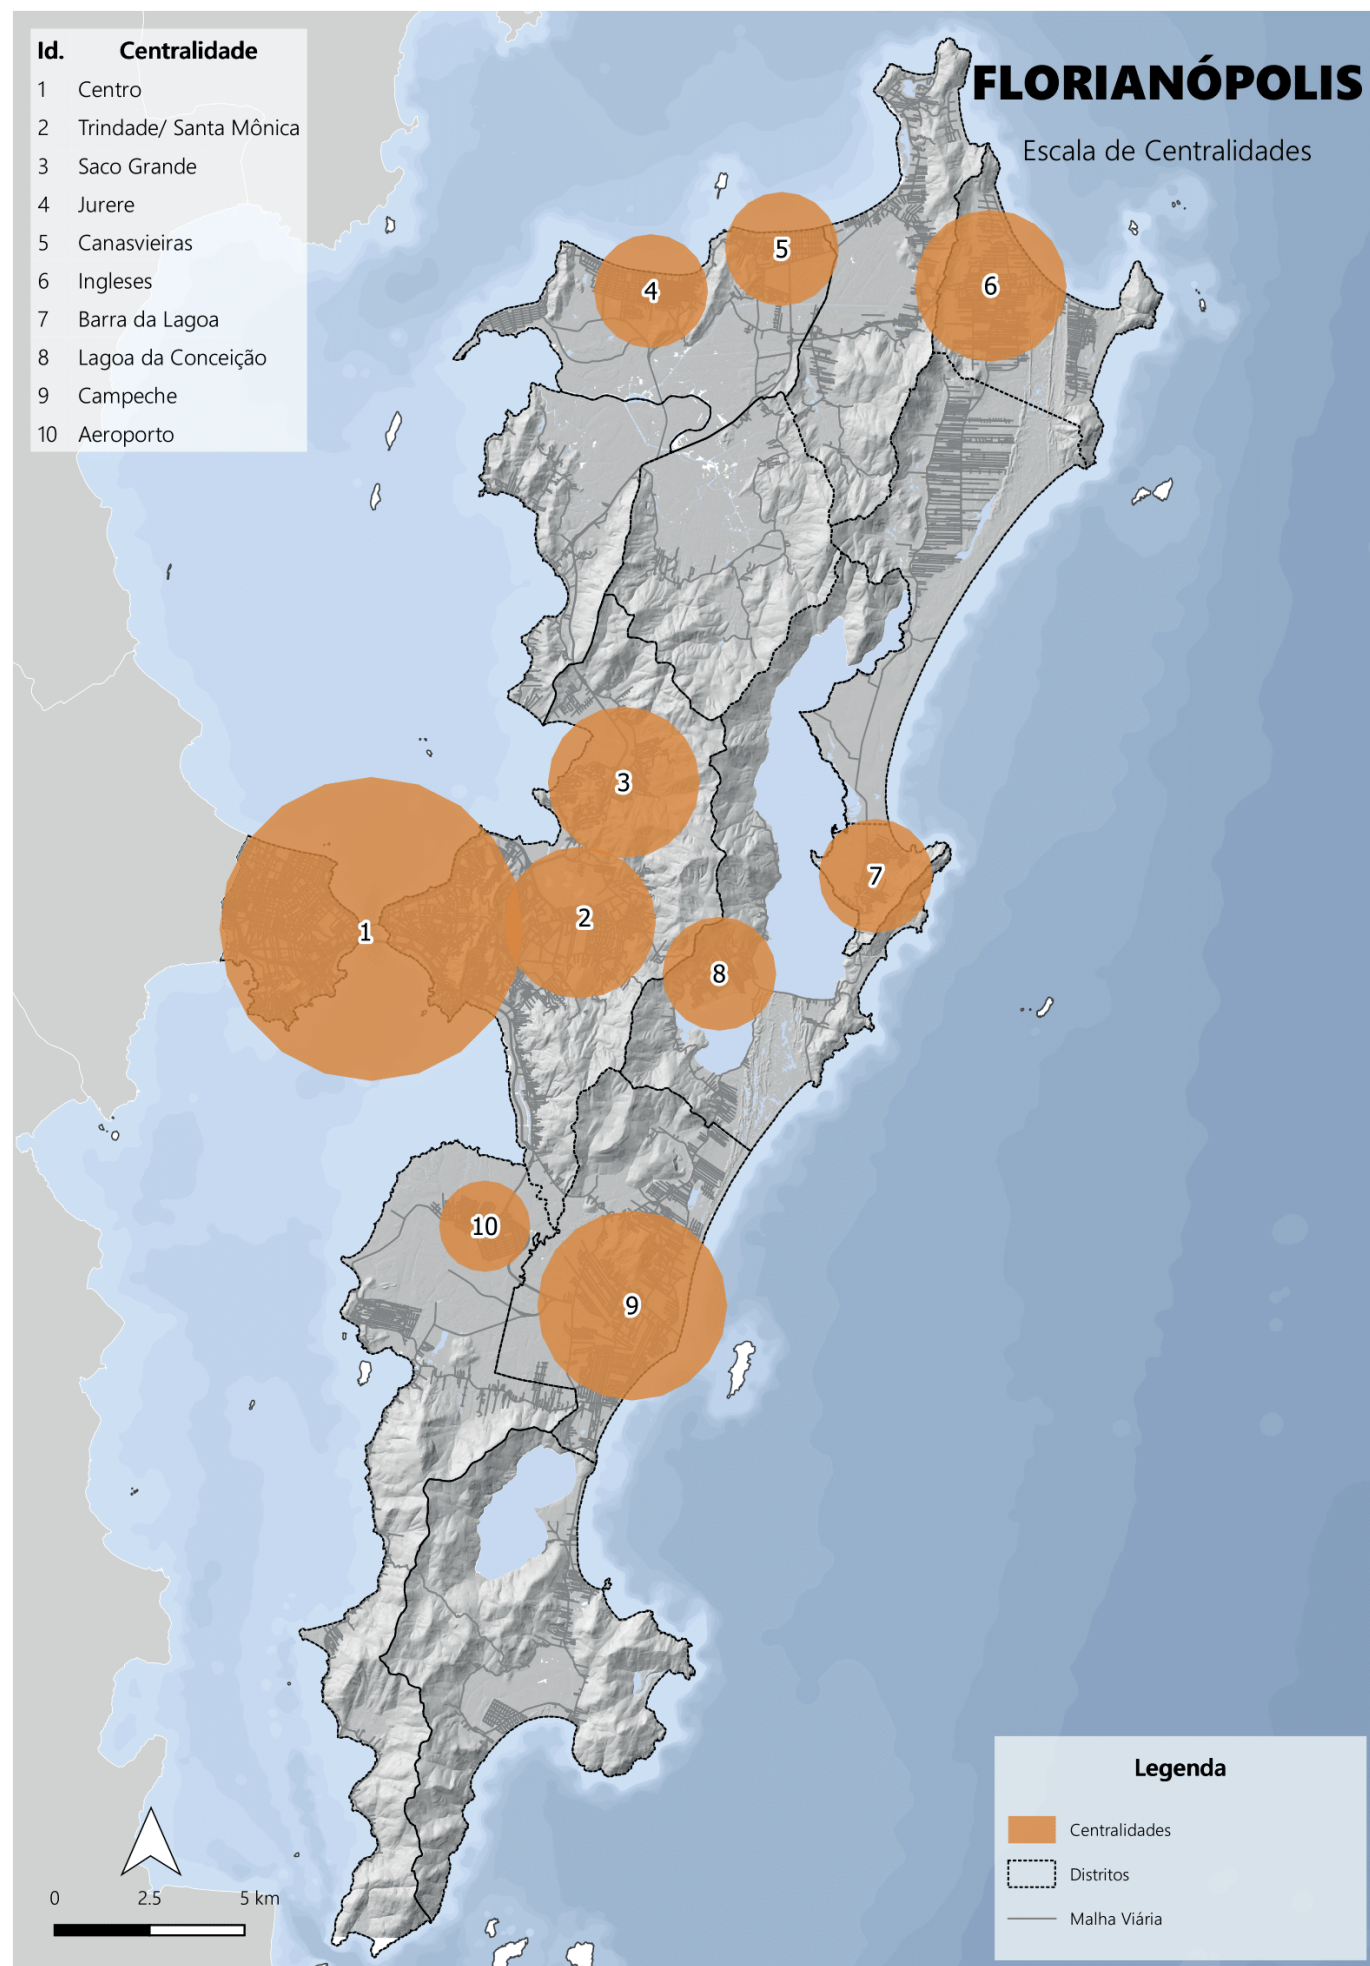 Id. Centralidade
1 Centro
2 Trindade/ Santa Mônica
3 Saco Grande
4 Jurere
5 Canasvieiras
6 Ingleses
7 Barra da Lagoa
8 Lagoa da Conceição
9 Campeche
10 Aeroporto
FLORIANÓPOLIS
Escala de Centralidades
5
6
4
3
7
2
1
8
10
9
Legenda
Centralidades
Distritos
Malha Viária
0 2.5 5 km